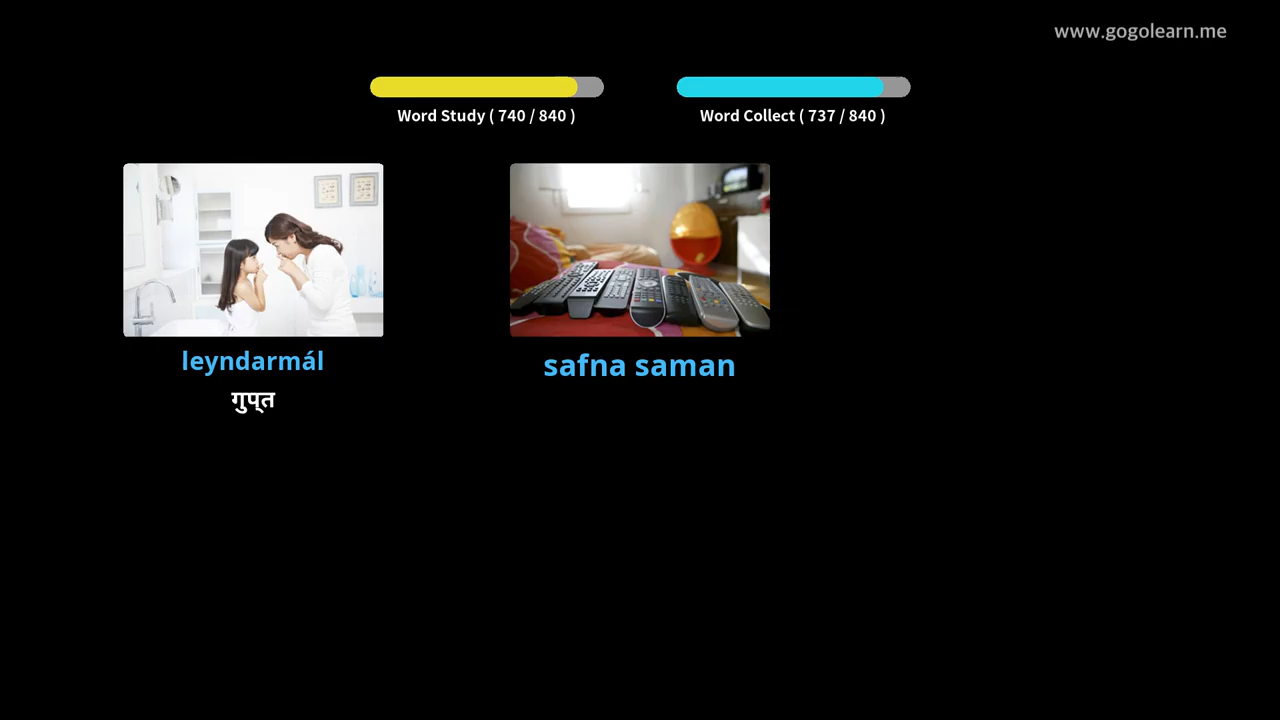 www.gogolearn.me
Word Study ( 740 / 840 )
Word Collect ( 737 / 840 )
leyndarmál
गुप्त
safna saman